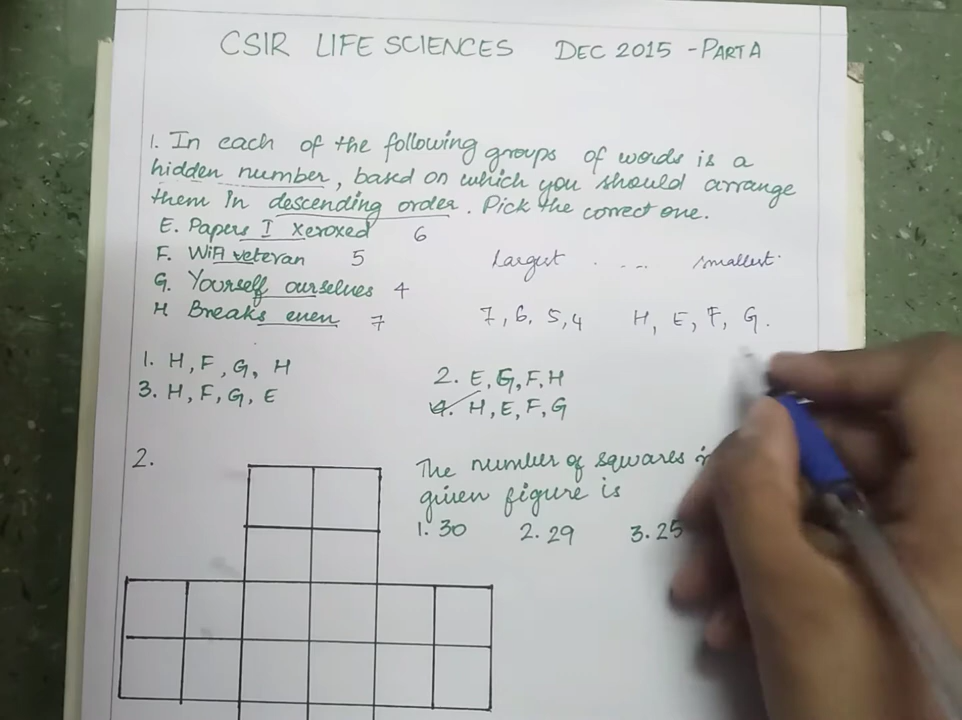 CSIR LIFE SCIENCES DEC 2015 - PART A
1. In each of the following groups of words is a
hidden number, based on which you should arrange
them in descending order. Pick the correct one.
E. Papers I xeroxed 6
F. Wifi veteran 5 Largest . ... smallest.
G. Yourself ourselves 4
H Breaks even 7 7, 6, 5, 4 H, E, F, G.
1. H, F, G, H 2. E, G, F, H
3. H, F, G, E 4. H, E, F, G
2. The number of squares
given figure is
1. 30 2. 29 3. 25